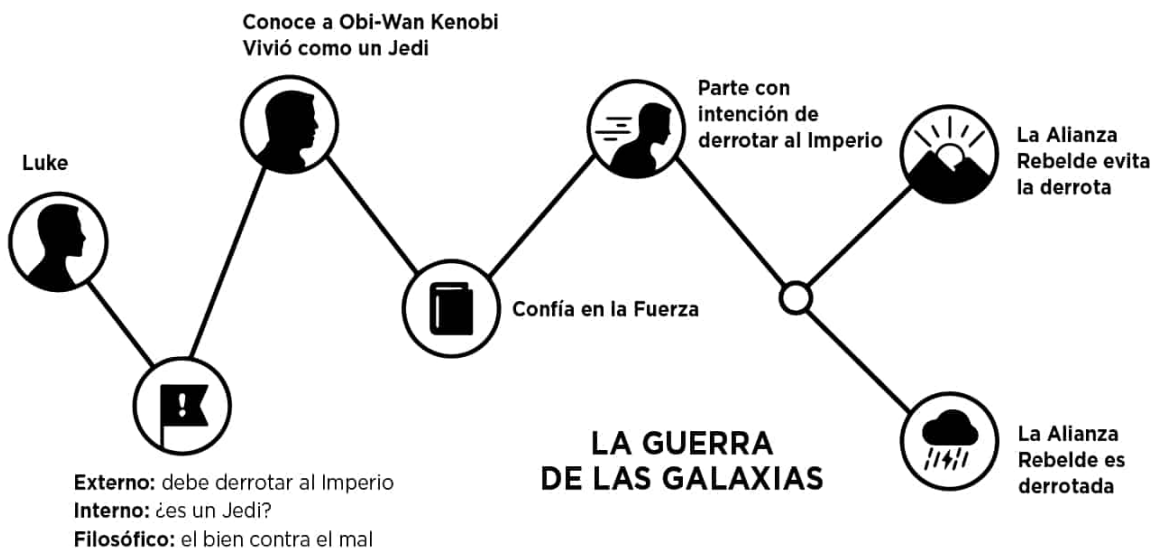 Conoce a Obi-Wan Kenobi
Vivió como un Jedi
Luke
Externo: debe derrotar al Imperio
Interno: ¿es un Jedi?
Filosófico: el bien contra el mal
Confía en la Fuerza
Parte con
intención de
derrotar al Imperio
La Alianza
Rebelde evita
la derrota
La Alianza
Rebelde es
derrotada
LA GUERRA
DE LAS GALAXIAS